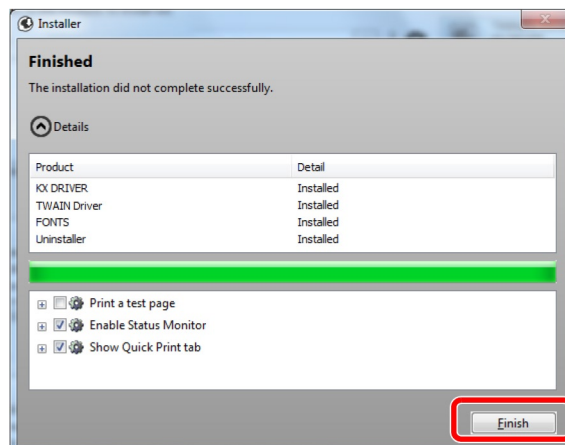 Installer
Finished
The installation did not complete successfully.
Details
Product Detail
KX DRIVER Installed
TWAIN Driver Installed
FONTS Installed
Uninstaller Installed
Print a test page
Enable Status Monitor
Show Quick Print tab
Finish